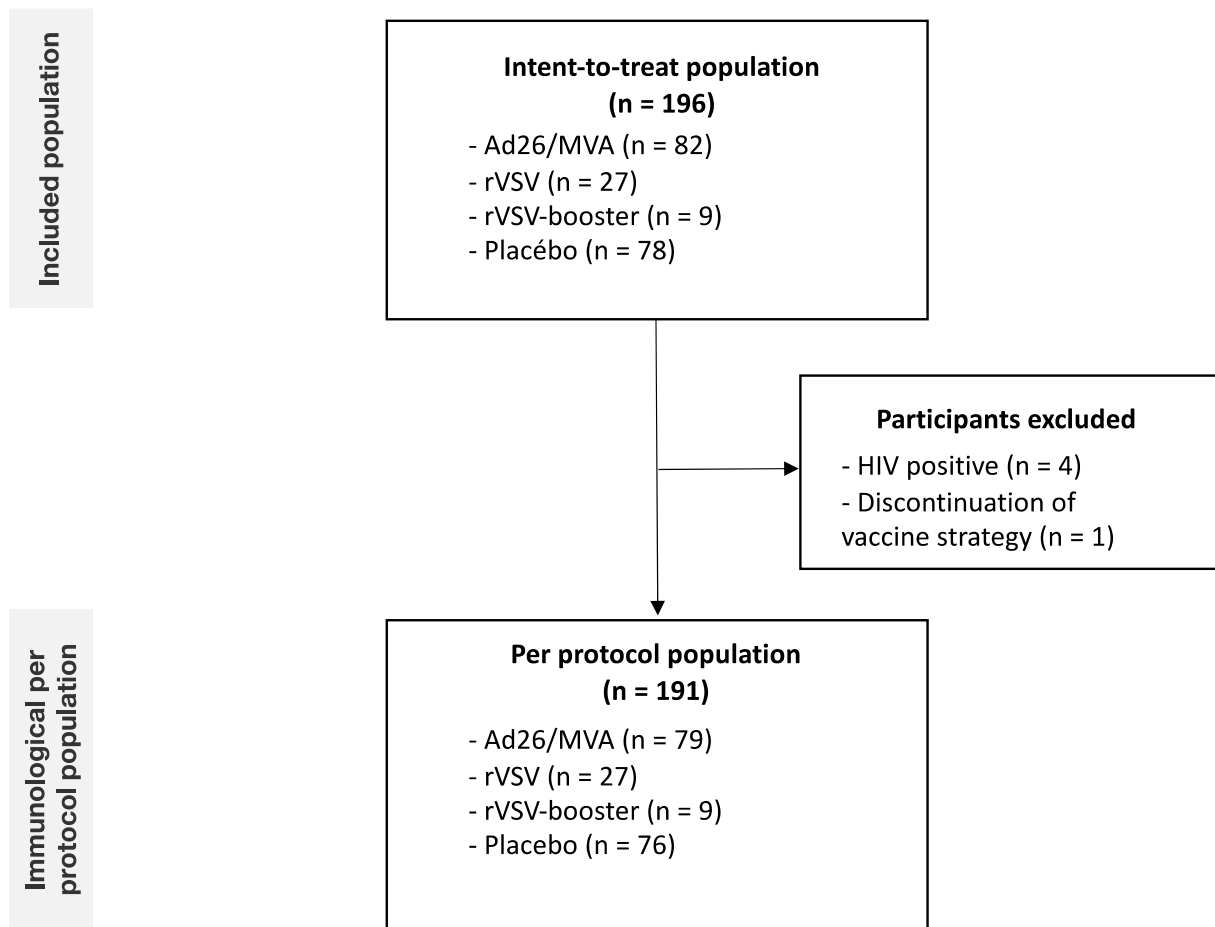 Included population
Intent-to-treat population
(n = 196)
- Ad26/MVA (n = 82)
- rVSV (n = 27)
- rVSV-booster (n = 9)
- Placébo (n = 78)
Participants excluded
- HIV positive (n = 4)
- Discontinuation of
vaccine strategy (n = 1)
Immunological per
protocol population
Per protocol population
(n = 191)
- Ad26/MVA (n = 79)
- rVSV (n = 27)
- rVSV-booster (n = 9)
- Placebo (n = 76)